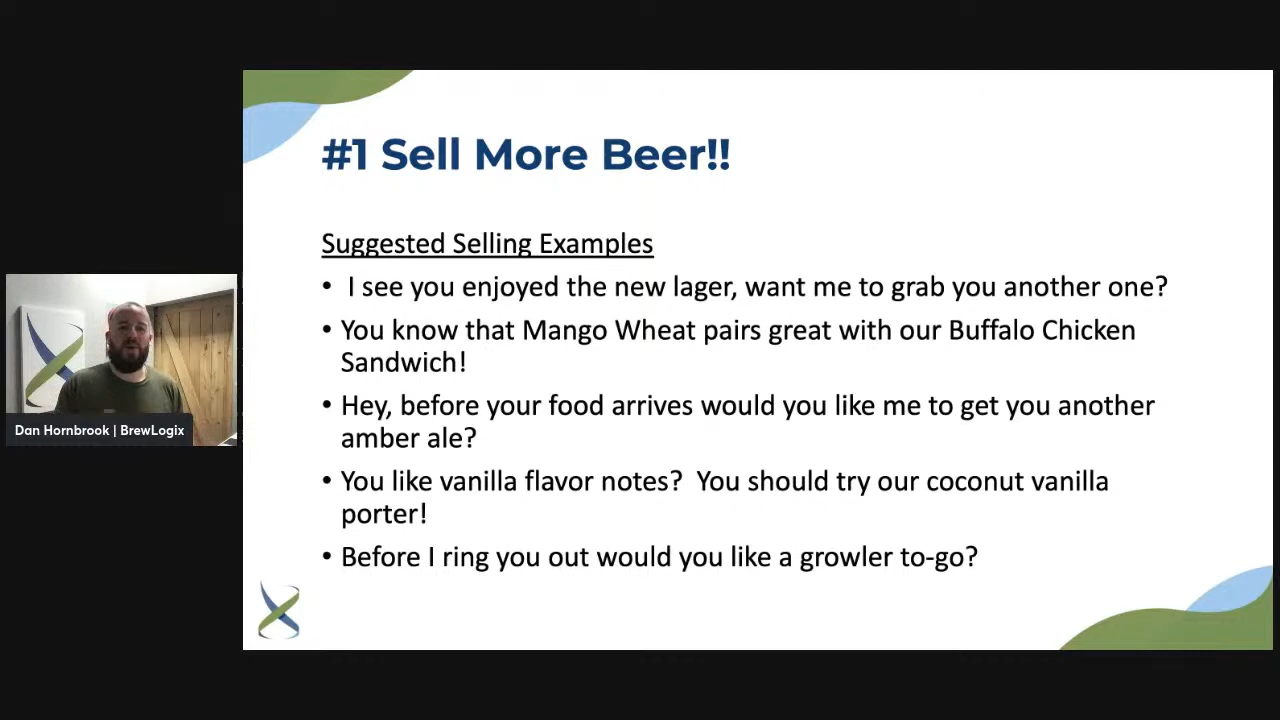 #1 Sell More Beer!!
Suggested Selling Examples
• I see you enjoyed the new lager, want me to grab you another one?
• You know that Mango Wheat pairs great with our Buffalo Chicken
Sandwich!
• Hey, before your food arrives would you like me to get you another
amber ale?
• You like vanilla flavor notes?  You should try our coconut vanilla
porter!
• Before I ring you out would you like a growler to-go?
Dan Hornbrook | BrewLogix